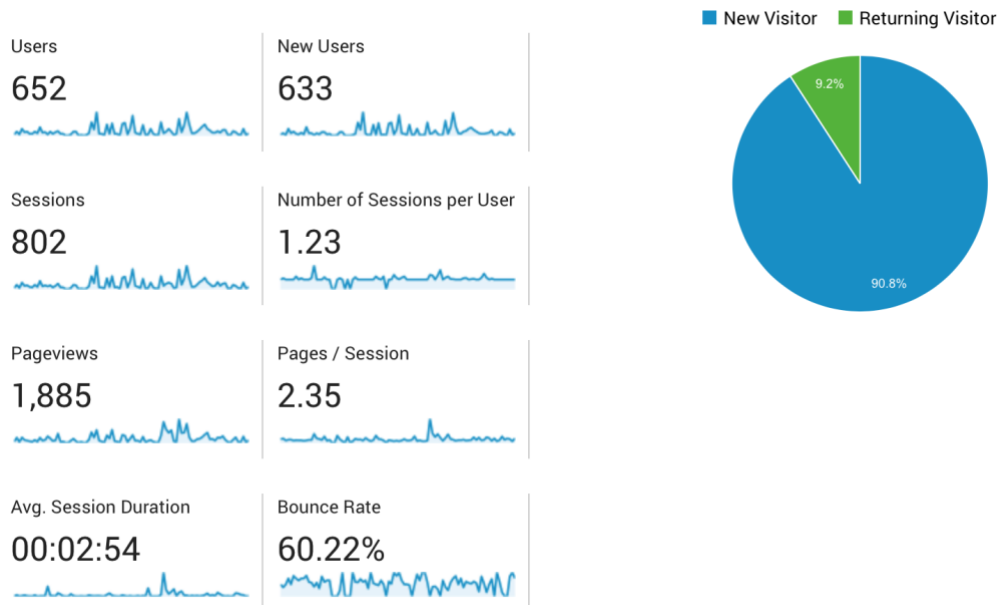 New Visitor Returning Visitor
Users New Users
652 633
9.2%
Sessions Number of Sessions per User
802 1.23
90.8%
Pageviews Pages / Session
1,885 2.35
Avg. Session Duration Bounce Rate
00:02:54 60.22%